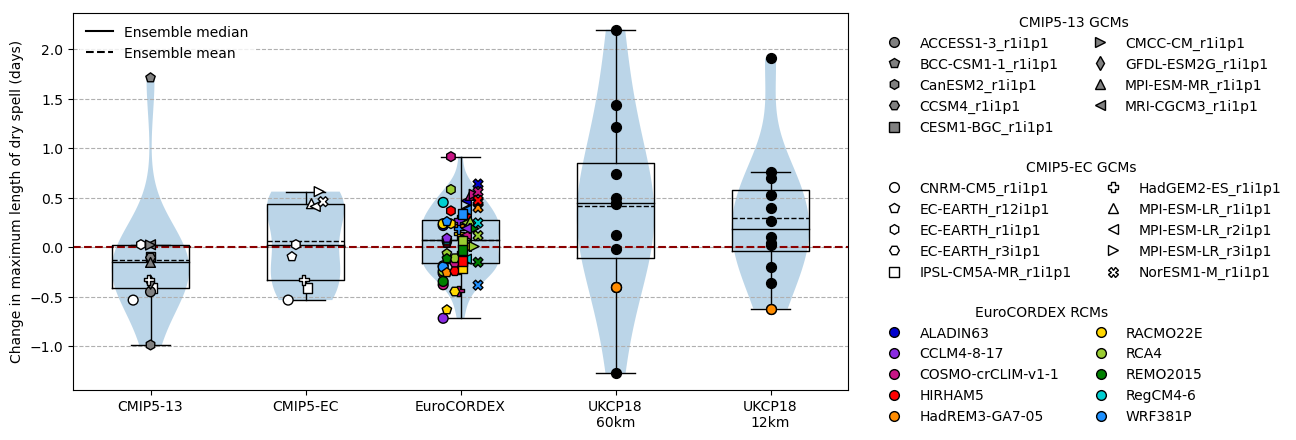 Change in maximum length of dry spell (days)
2.0
1.5
1.0
0.5
0.0
−0.5
−1.0
Ensemble median
Ensemble mean
CMIP5-13
CMIP5-EC
EuroCORDEX
UKCP18
60km
UKCP18
12km
CMIP5-13 GCMs
ACCESS1-3_r1i1p1
BCC-CSM1-1_r1i1p1
CanESM2_r1i1p1
CCSM4_r1i1p1
CESM1-BGC_r1i1p1
CMCC-CM_r1i1p1
GFDL-ESM2G_r1i1p1
MPI-ESM-MR_r1i1p1
MRI-CGCM3_r1i1p1
CMIP5-EC GCMs
CNRM-CM5_r1i1p1
EC-EARTH_r12i1p1
EC-EARTH_r1i1p1
EC-EARTH_r3i1p1
IPSL-CM5A-MR_r1i1p1
HadGEM2-ES_r1i1p1
MPI-ESM-LR_r1i1p1
MPI-ESM-LR_r2i1p1
MPI-ESM-LR_r3i1p1
NorESM1-M_r1i1p1
EuroCORDEX RCMs
ALADIN63
CCLM4-8-17
COSMO-crCLIM-v1-1
HIRHAM5
HadREM3-GA7-05
RACMO22E
RCA4
REMO2015
RegCM4-6
WRF381P